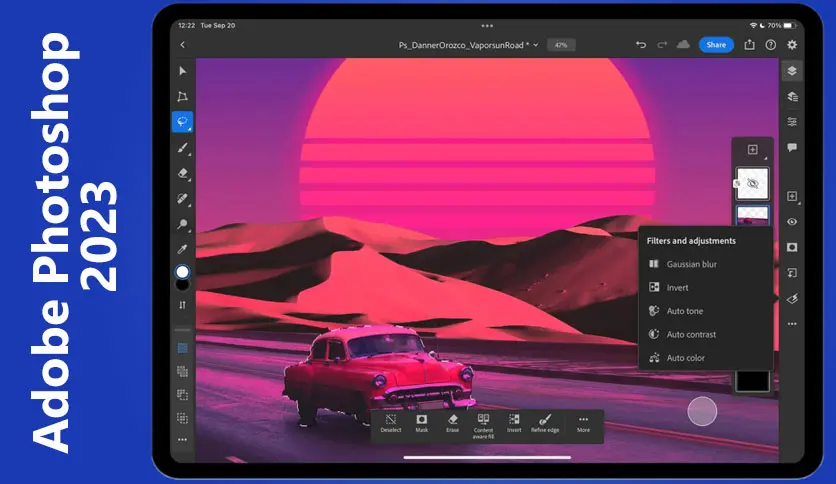 Adobe Photoshop
2023
12:22 Tue Sep 20
70%
Ps_DannerOrozco_VaporsunRoad *
47%
Share
Filters and adjustments
Gaussian blur
Invert
Auto tone
Auto contrast
Auto color
Deselect
Mask
Erase
Content
aware fill
Invert
Refine edge
More